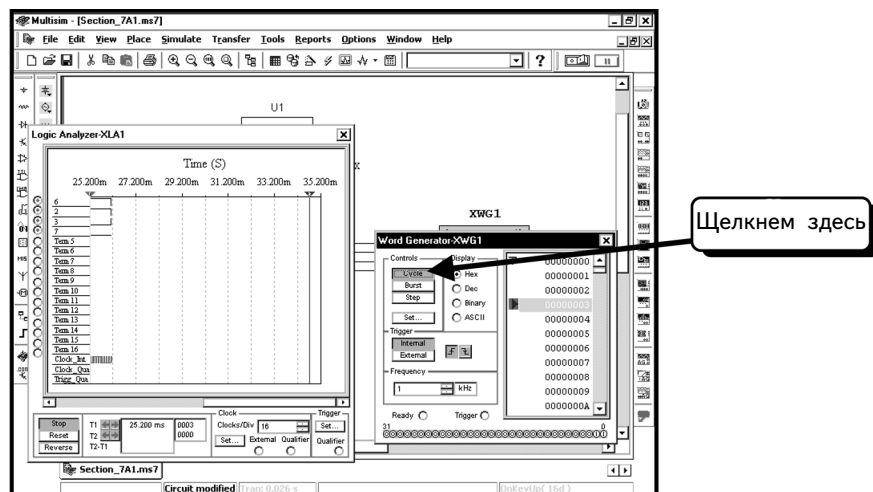 Multisim - [Section_7A1.ms7]
File Edit View Place Simulate Transfer Tools Reports Options Window Help
U1
Logic Analyzer-XLA1
Time (S)
25.200m 27.200m 29.200m 31.200m 33.200m 35.200m
6
2
3
7
Term 5
Term 6
Term 7
Term 8
Term 9
Term 10
Term 11
Term 12
Term 13
Term 14
Term 15
Term 16
Clock_Int
Clock_Qua
Trigg_Qua
Stop
Reset
Reverse
T1
T2
T2-T1
25.200 ms
0003
0000
Clock
Clocks/Div 16
Set...
External
Qualifier
Trigger
Set...
Qualifier
x
XWG1
Word Generator-XWG1
Controls
Cycle
Burst
Step
Set...
Display
Hex
Dec
Binary
ASCII
Trigger
Internal
External
Frequency
1 kHz
Ready
Trigger
00000000
00000001
00000002
00000003
00000004
00000005
00000006
00000007
00000008
00000009
0000000A
31 0
Щелкнем здесь
Section_7A1.ms7
Circuit modified Tran: 0.026 s OnKeyUp( 16d )